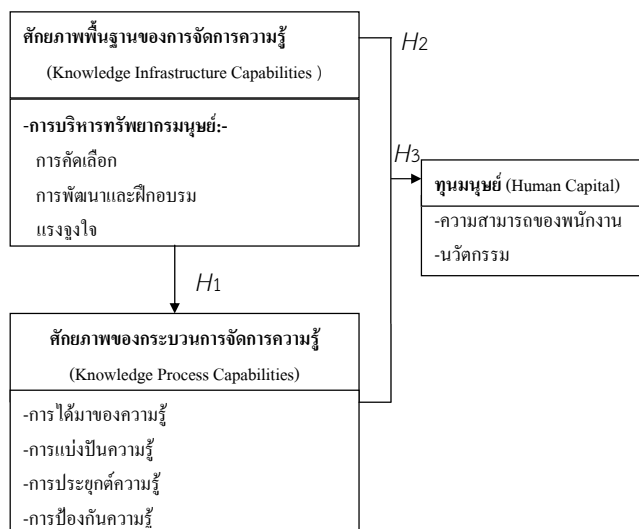 ศักยภาพพื้นฐานของการจัดการความรู้
(Knowledge Infrastructure Capabilities )
-การบริหารทรัพยากรมนุษย์:-
การคัดเลือก
การพัฒนาและฝึกอบรม
แรงจูงใจ
H2
H3
ทุนมนุษย์ (Human Capital)
-ความสามารถของพนักงาน
-นวัตกรรม
H1
ศักยภาพของกระบวนการจัดการความรู้
(Knowledge Process Capabilities)
-การได้มาของความรู้
-การแบ่งปันความรู้
-การประยุกต์ความรู้
-การป้องกันความรู้